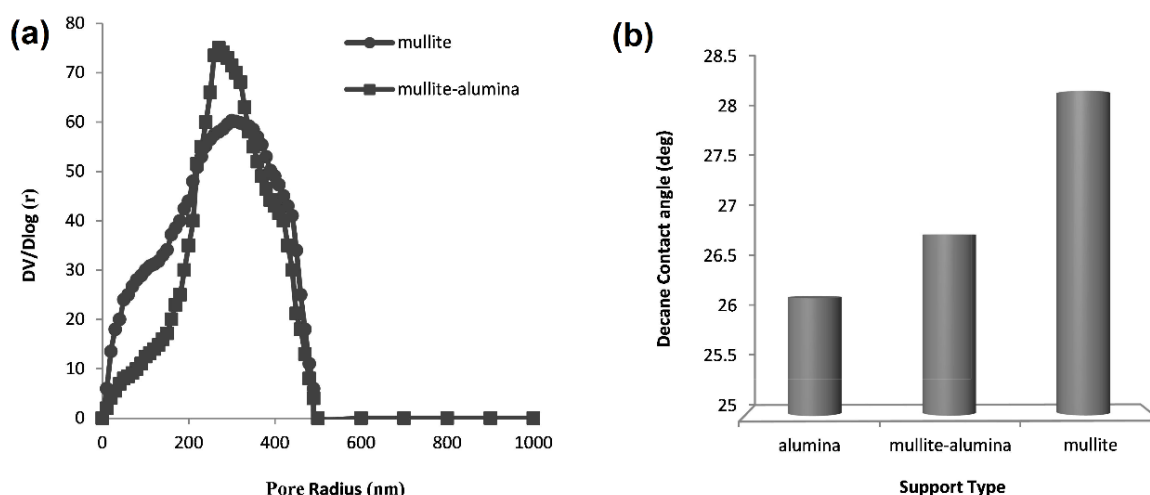 (a)
80
70
60
50
40
30
20
10
0
DV/Dlog (r)
mullite
mullite-alumina
0 200 400 600 800 1000
Pore Radius (nm)
(b)
28.5
28
27.5
27
26.5
26
25.5
25
Decane Contact angle (deg)
alumina mullite-alumina mullite
Support Type